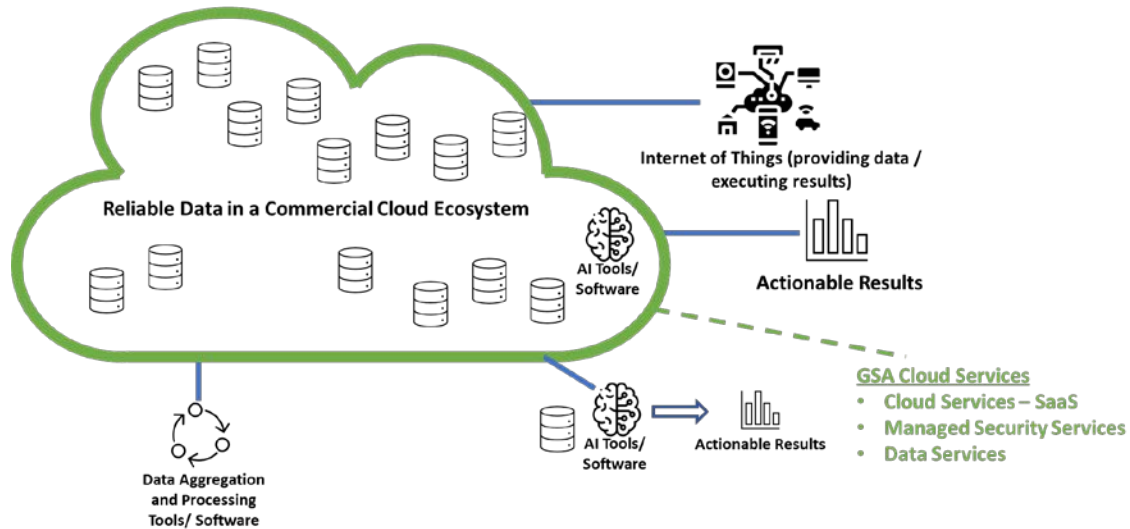 Internet of Things (providing data /
executing results)
Reliable Data in a Commercial Cloud Ecosystem
AI Tools/
Software
Actionable Results
GSA Cloud Services
• Cloud Services – SaaS
• Managed Security Services
• Data Services
AI Tools/
Software
Actionable Results
Data Aggregation
and Processing
Tools/ Software